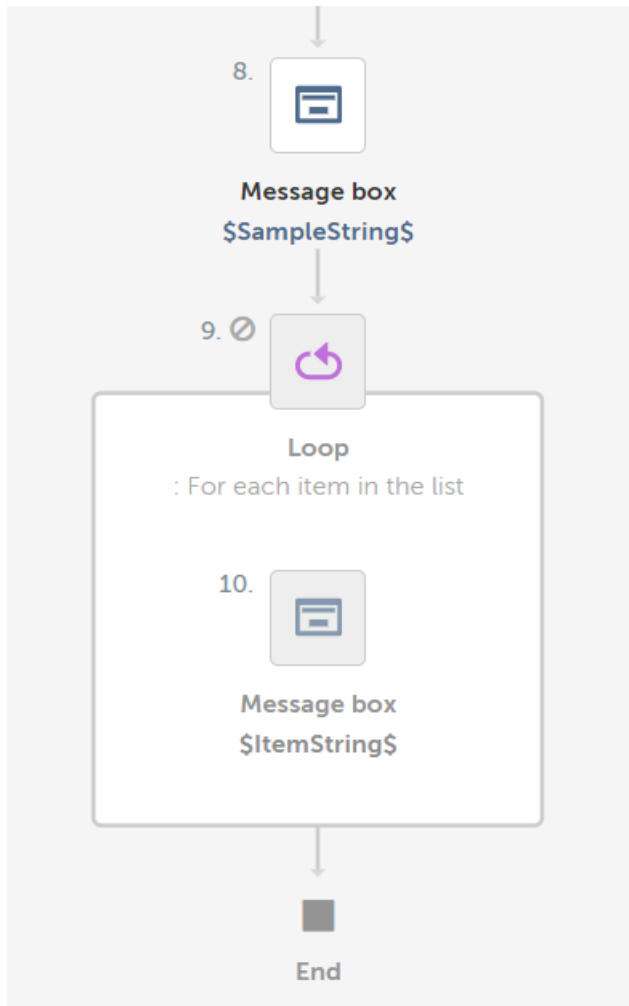 8.
Message box
$SampleString$
9.
Loop
: For each item in the list
10.
Message box
$ItemString$
End